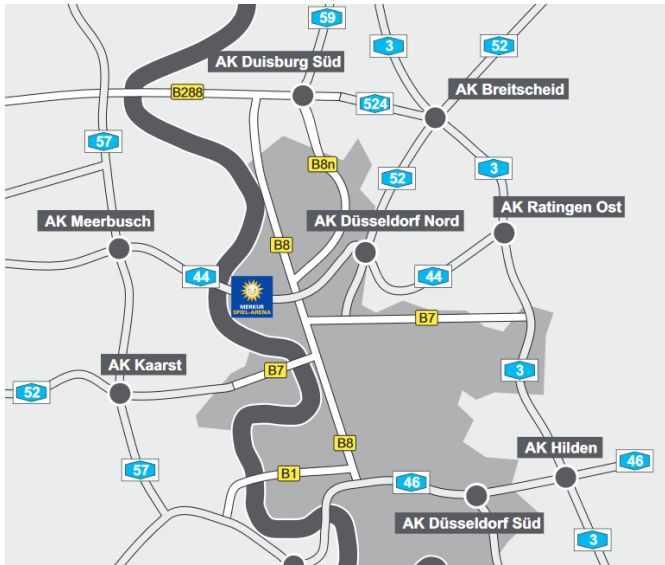 59
3
52
AK Duisburg Süd
B288
524
AK Breitscheid
57
B8n
52
3
AK Meerbusch
AK Düsseldorf Nord
AK Ratingen Ost
B8
44
44
MERKUR
SPIEL-ARENA
B7
AK Kaarst
B7
3
52
B8
AK Hilden
57
B1
46
46
AK Düsseldorf Süd
3